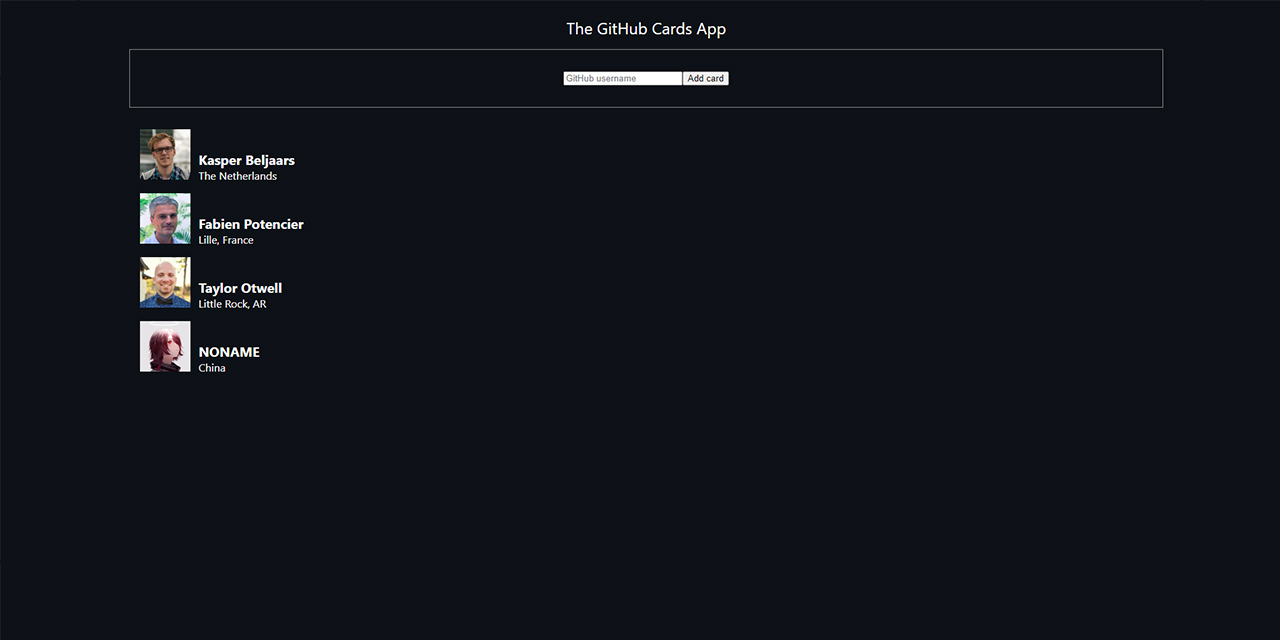 The GitHub Cards App
GitHub username Add card
Kasper Beljaars
The Netherlands
Fabien Potencier
Lille, France
Taylor Otwell
Little Rock, AR
NONAME
China